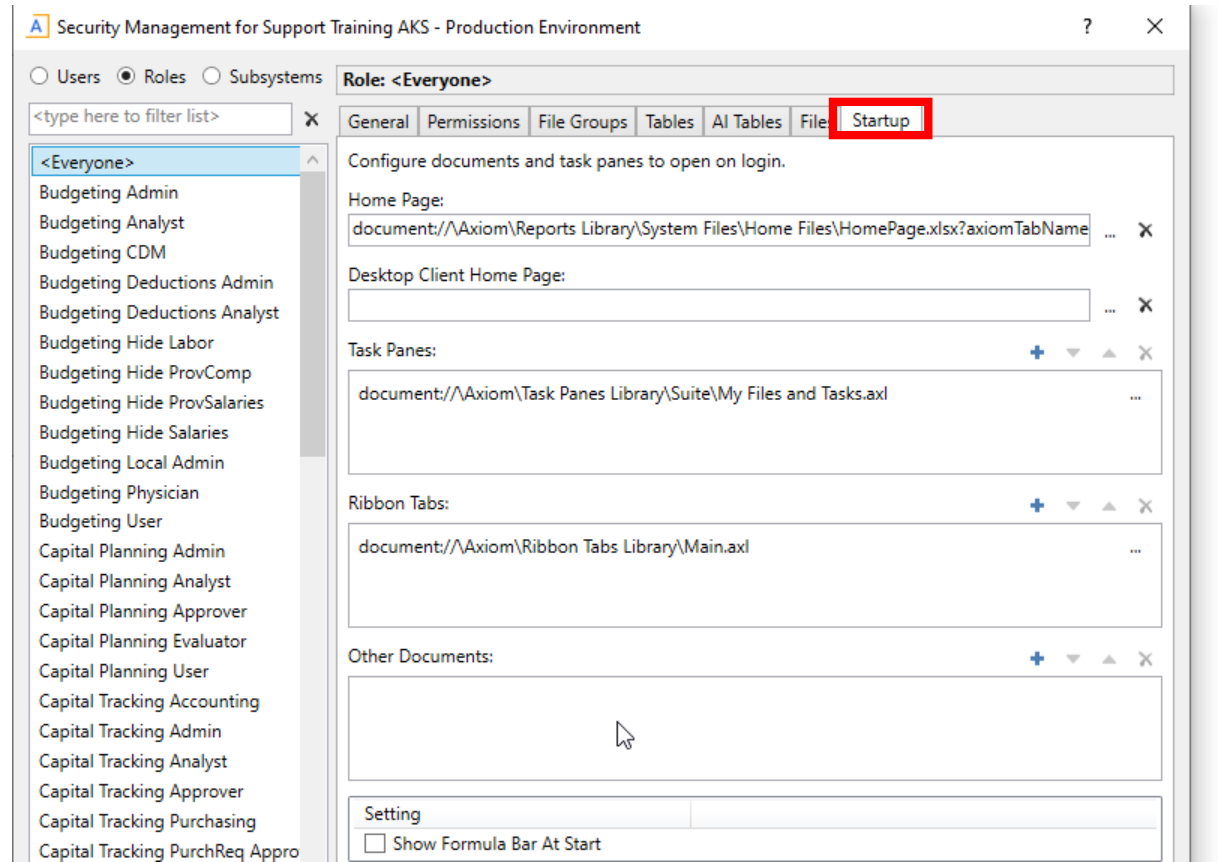 A Security Management for Support Training AKS - Production Environment ?
Users Roles Subsystems
Role: <Everyone>
<type here to filter list>
General Permissions File Groups Tables AI Tables Files Startup
<Everyone>
Budgeting Admin
Budgeting Analyst
Budgeting CDM
Budgeting Deductions Admin
Budgeting Deductions Analyst
Budgeting Hide Labor
Budgeting Hide ProvComp
Budgeting Hide ProvSalaries
Budgeting Hide Salaries
Budgeting Local Admin
Budgeting Physician
Budgeting User
Capital Planning Admin
Capital Planning Analyst
Capital Planning Approver
Capital Planning Evaluator
Capital Planning User
Capital Tracking Accounting
Capital Tracking Admin
Capital Tracking Analyst
Capital Tracking Approver
Capital Tracking Purchasing
Capital Tracking PurchReq Appro
Configure documents and task panes to open on login.
Home Page:
document://\Axiom\Reports Library\System Files\Home Files\HomePage.xlsx?axiomTabName ...
Desktop Client Home Page:
...
Task Panes:
document://\Axiom\Task Panes Library\Suite\My Files and Tasks.axl ...
Ribbon Tabs:
document://\Axiom\Ribbon Tabs Library\Main.axl ...
Other Documents:
Setting
Show Formula Bar At Start